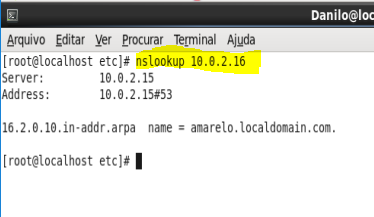 Danilo@loc
Arquivo Editar Ver Procurar Terminal Ajuda
[root@localhost etc]# nslookup 10.0.2.16
Server: 10.0.2.15
Address: 10.0.2.15#53
16.2.0.10.in-addr.arpa name = amarelo.localdomain.
[root@localhost etc]#